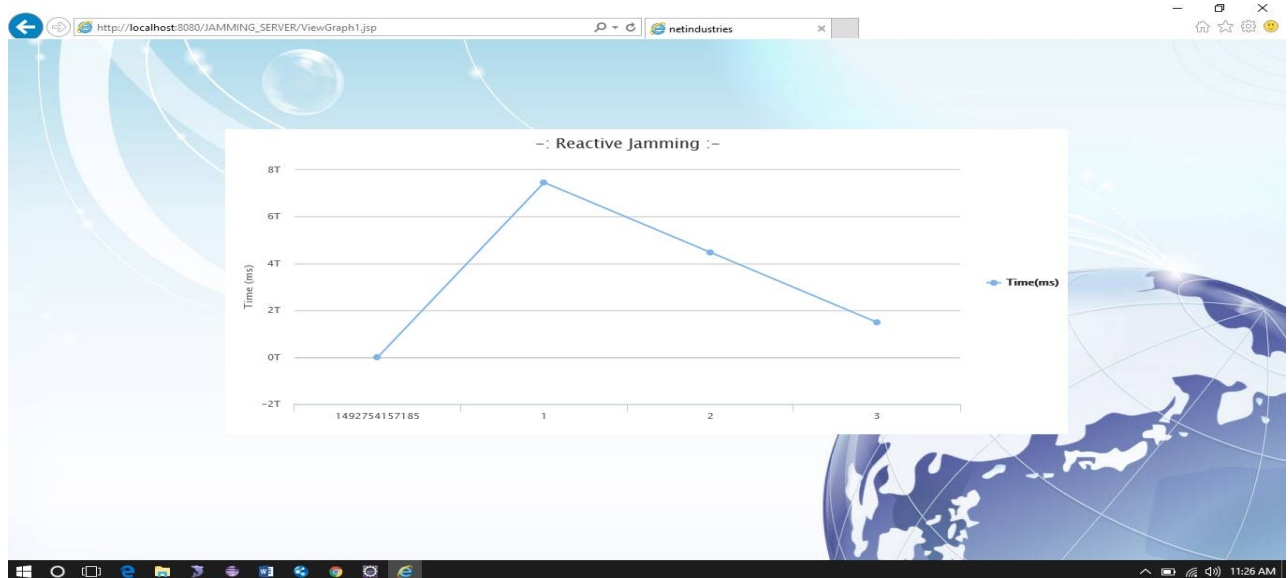 http://localhost:8080/JAMMING_SERVER/ViewGraph1.jsp
netindustries
-: Reactive Jamming :-
8T
6T
4T
2T
0T
-2T
Time (ms)
Time(ms)
1492754157185
1
2
3
11:26 AM